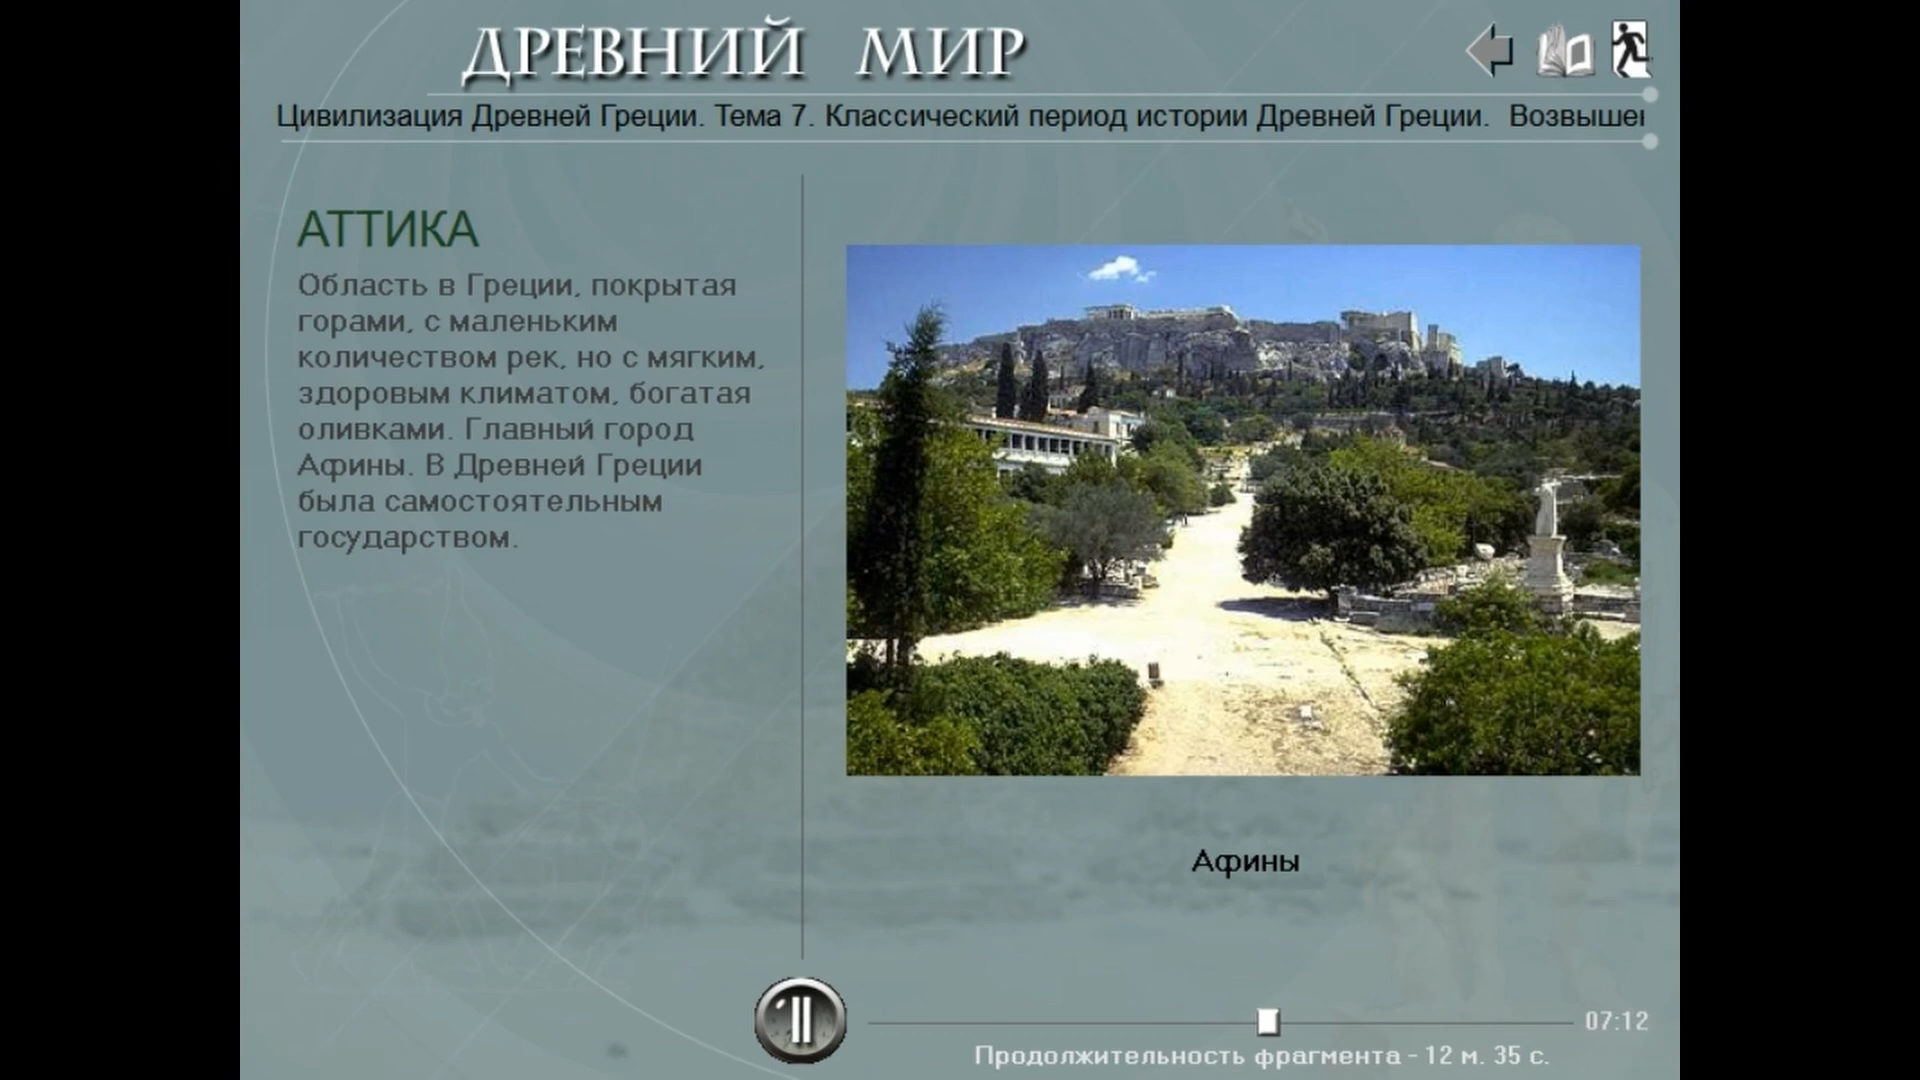 ДРЕВНИЙ МИР
Цивилизация Древней Греции. Тема 7. Классический период истории Древней Греции. Возвышен
АТТИКА
Область в Греции, покрытая
горами, с маленьким
количеством рек, но с мягким,
здоровым климатом, богатая
оливками. Главный город
Афины. В Древней Греции
была самостоятельным
государством.
Афины
07:12
Продолжительность фрагмента - 12 м. 35 с.